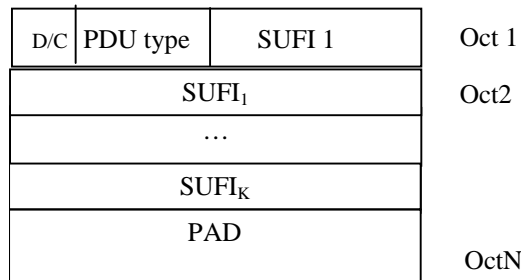 D/C PDU type SUFI 1 Oct 1
SUFI₁ Oct2
…
SUFIₖ
PAD
OctN